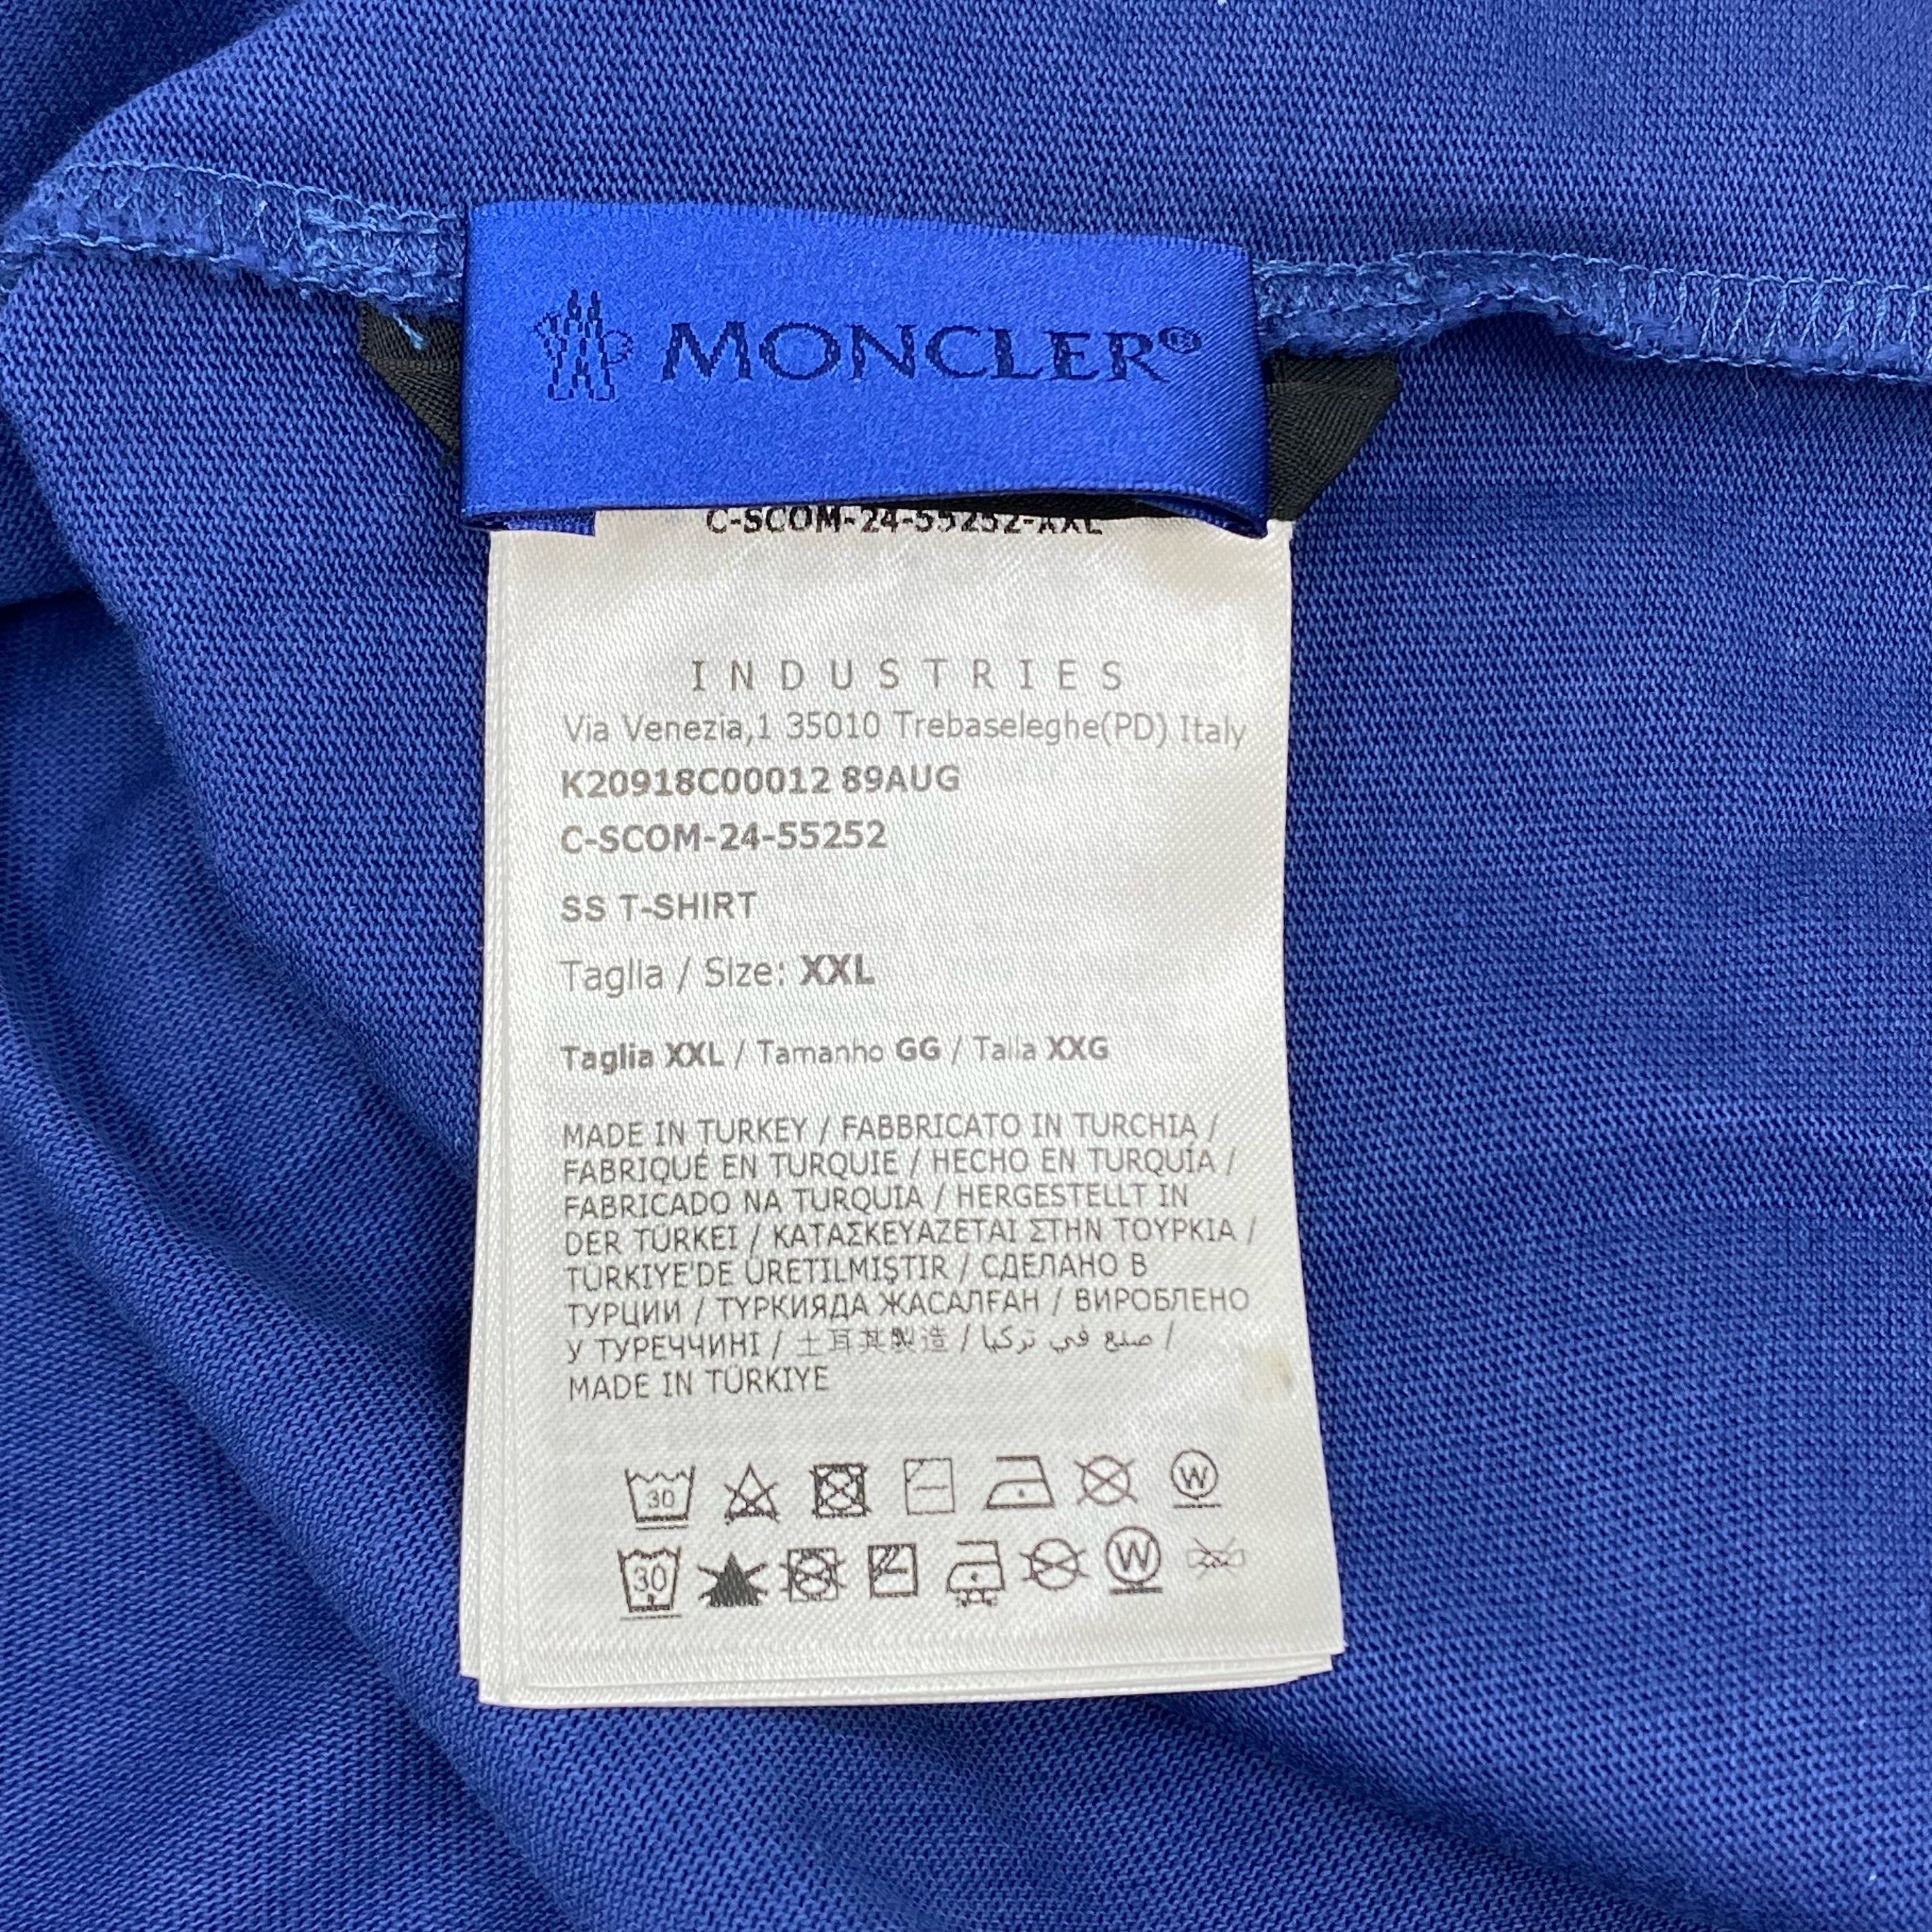 MONCLER®
C-SCOM-24-55252-XXL
INDUSTRIES
Via Venezia,1 35010 Trebaseleghe(PD) Italy
K20918C00012 89AUG
C-SCOM-24-55252
SS T-SHIRT
Taglia / Size: XXL
Taglia XXL / Tamanho GG / Talla XXG
MADE IN TURKEY / FABBRICATO IN TURCHIA /
FABRIQUÉ EN TURQUIE / HECHO EN TURQUÍA /
FABRICADO NA TURQUIA / HERGESTELLT IN
DER TÜRKEI / ΚΑΤΑΣΚΕΥΑΖΕΤΑΙ ΣΤΗΝ ΤΟΥΡΚΙΑ /
TÜRKIYE'DE ÜRETILMIŞTIR / СДЕЛАНО В
ТУРЦИИ / ТҮРКИЯДА ЖАСАЛҒАН / ВИРОБЛЕНО
У ТУРЕЧЧИНІ / 土耳其製造 / صنع في تركيا /
MADE IN TÜRKIYE
30 W
30 W